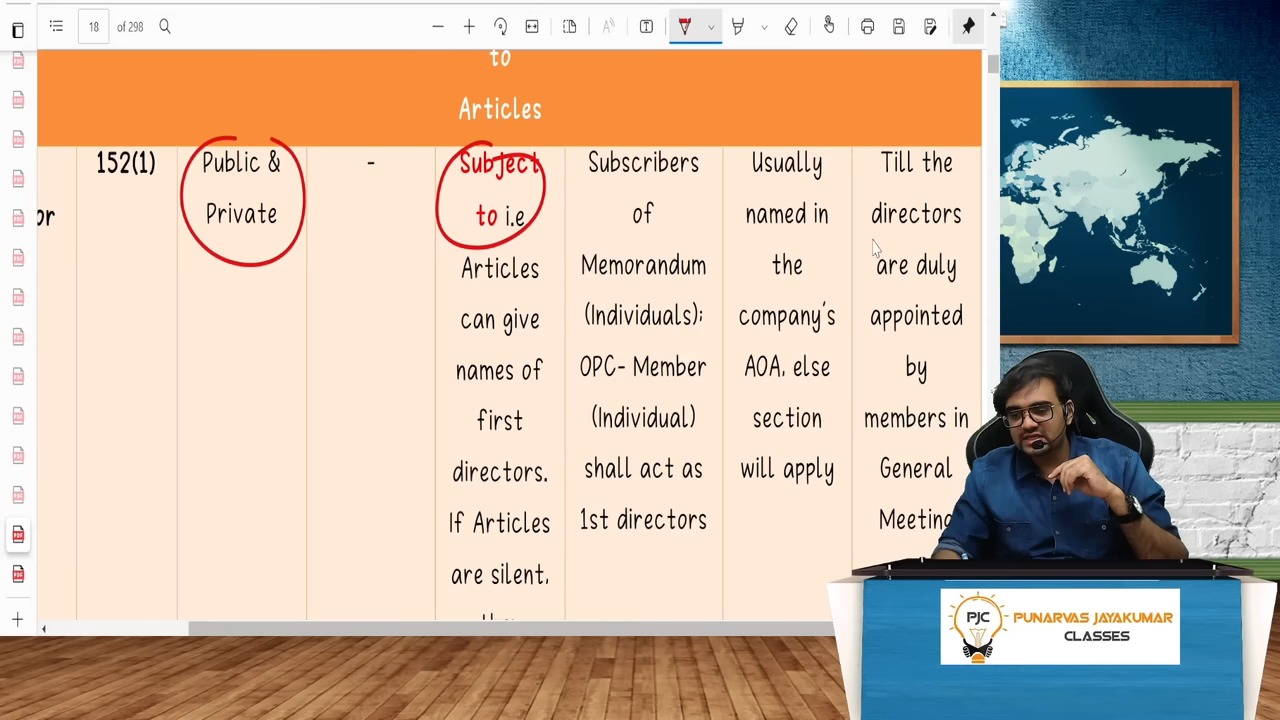 18 of 298
to
Articles
152(1)
or
Public &
Private
-
Subject
to i.e
Articles
can give
names of
first
directors.
If Articles
are silent,
Subscribers
of
Memorandum
(Individuals);
OPC- Member
(Individual)
shall act as
1st directors
Usually
named in
the
company's
AOA, else
section
will apply
Till the
directors
are duly
appointed
by
members in
General
Meeting
PJC
PUNARVAS JAYAKUMAR
CLASSES